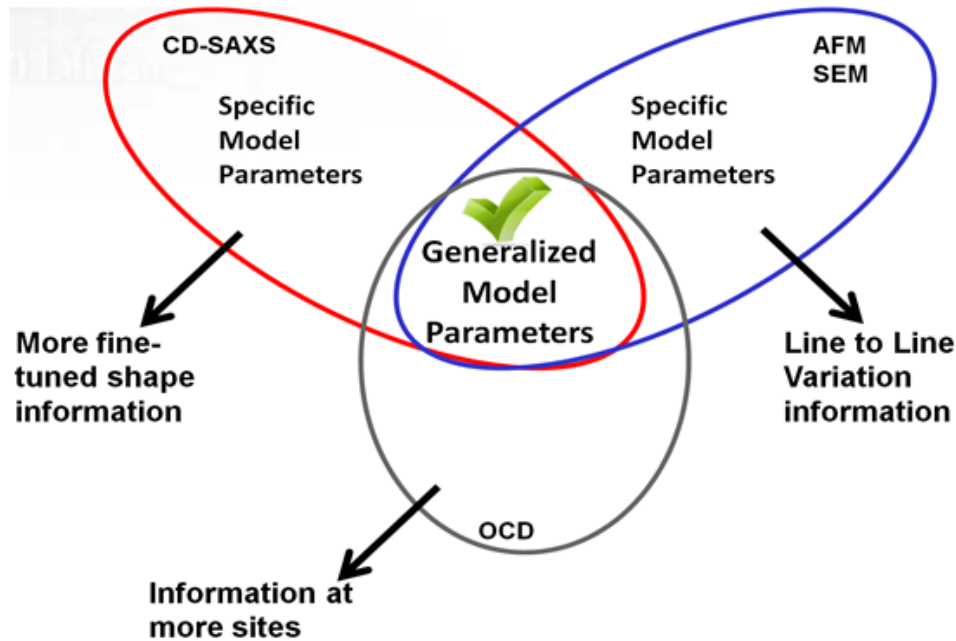 CD-SAXS
Specific
Model
Parameters
AFM
SEM
Specific
Model
Parameters
Generalized
Model
Parameters
More fine-
tuned shape
information
Line to Line
Variation
information
OCD
Information at
more sites